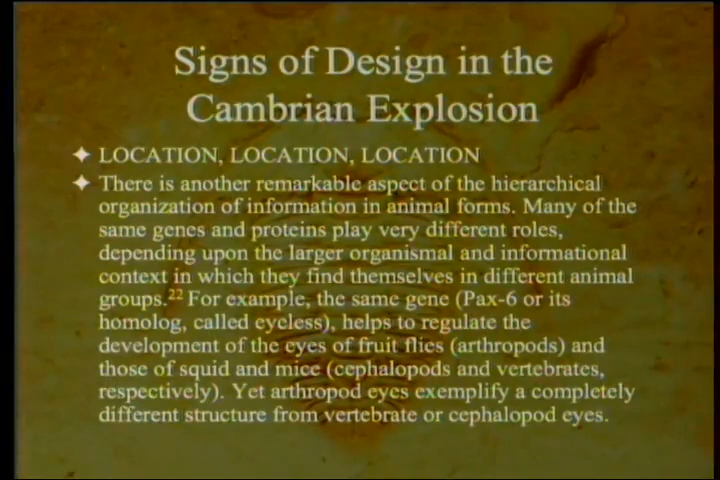 Signs of Design in the
Cambrian Explosion
LOCATION, LOCATION, LOCATION
There is another remarkable aspect of the hierarchical
organization of information in animal forms. Many of the
same genes and proteins play very different roles,
depending upon the larger organismal and informational
context in which they find themselves in different animal
groups.22 For example, the same gene (Pax-6 or its
homolog, called eyeless), helps to regulate the
development of the eyes of fruit flies (arthropods) and
those of squid and mice (cephalopods and vertebrates,
respectively). Yet arthropod eyes exemplify a completely
different structure from vertebrate or cephalopod eyes.